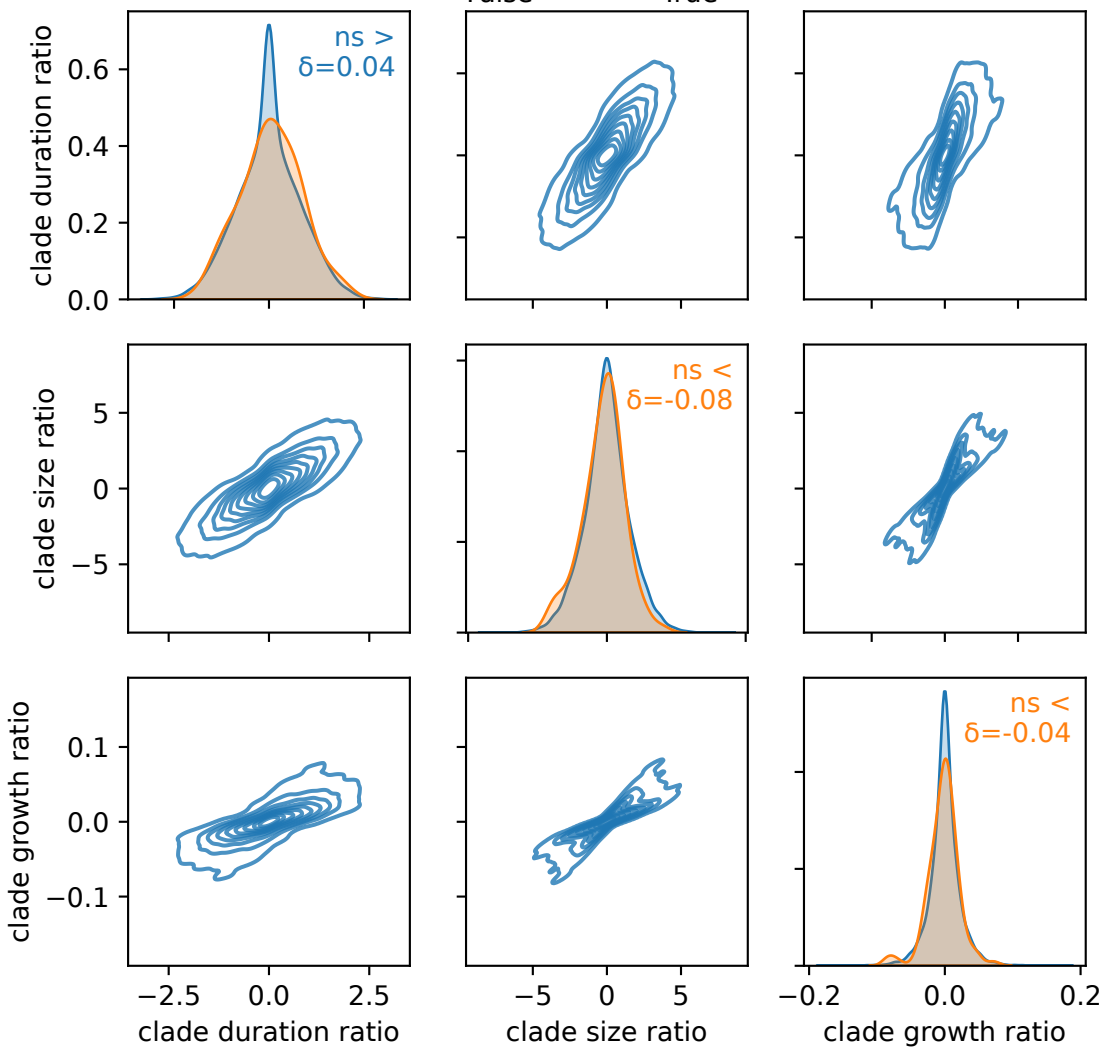 ns >
δ=0.04
clade duration ratio
0.6
0.4
0.2
0.0
ns <
δ=-0.08
clade size ratio
5
0
−5
ns <
δ=-0.04
clade growth ratio
0.1
0.0
−0.1
−2.5 0.0 2.5
−5 0 5
−0.2 0.0 0.2
clade duration ratio
clade size ratio
clade growth ratio